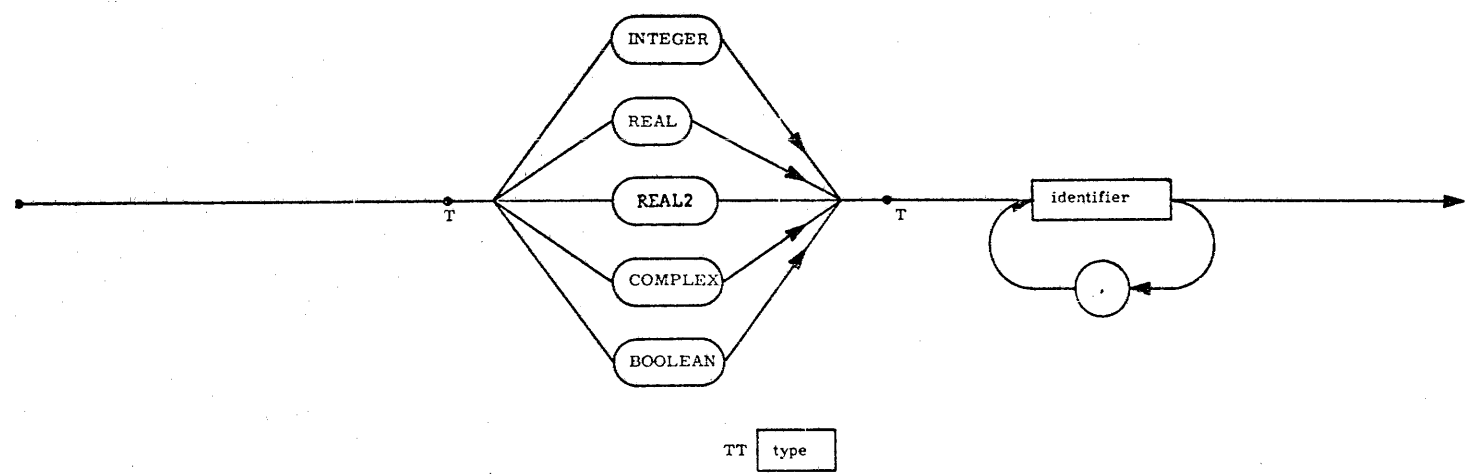 INTEGER
REAL
REAL2
T
T
identifier
COMPLEX
,
BOOLEAN
TT type